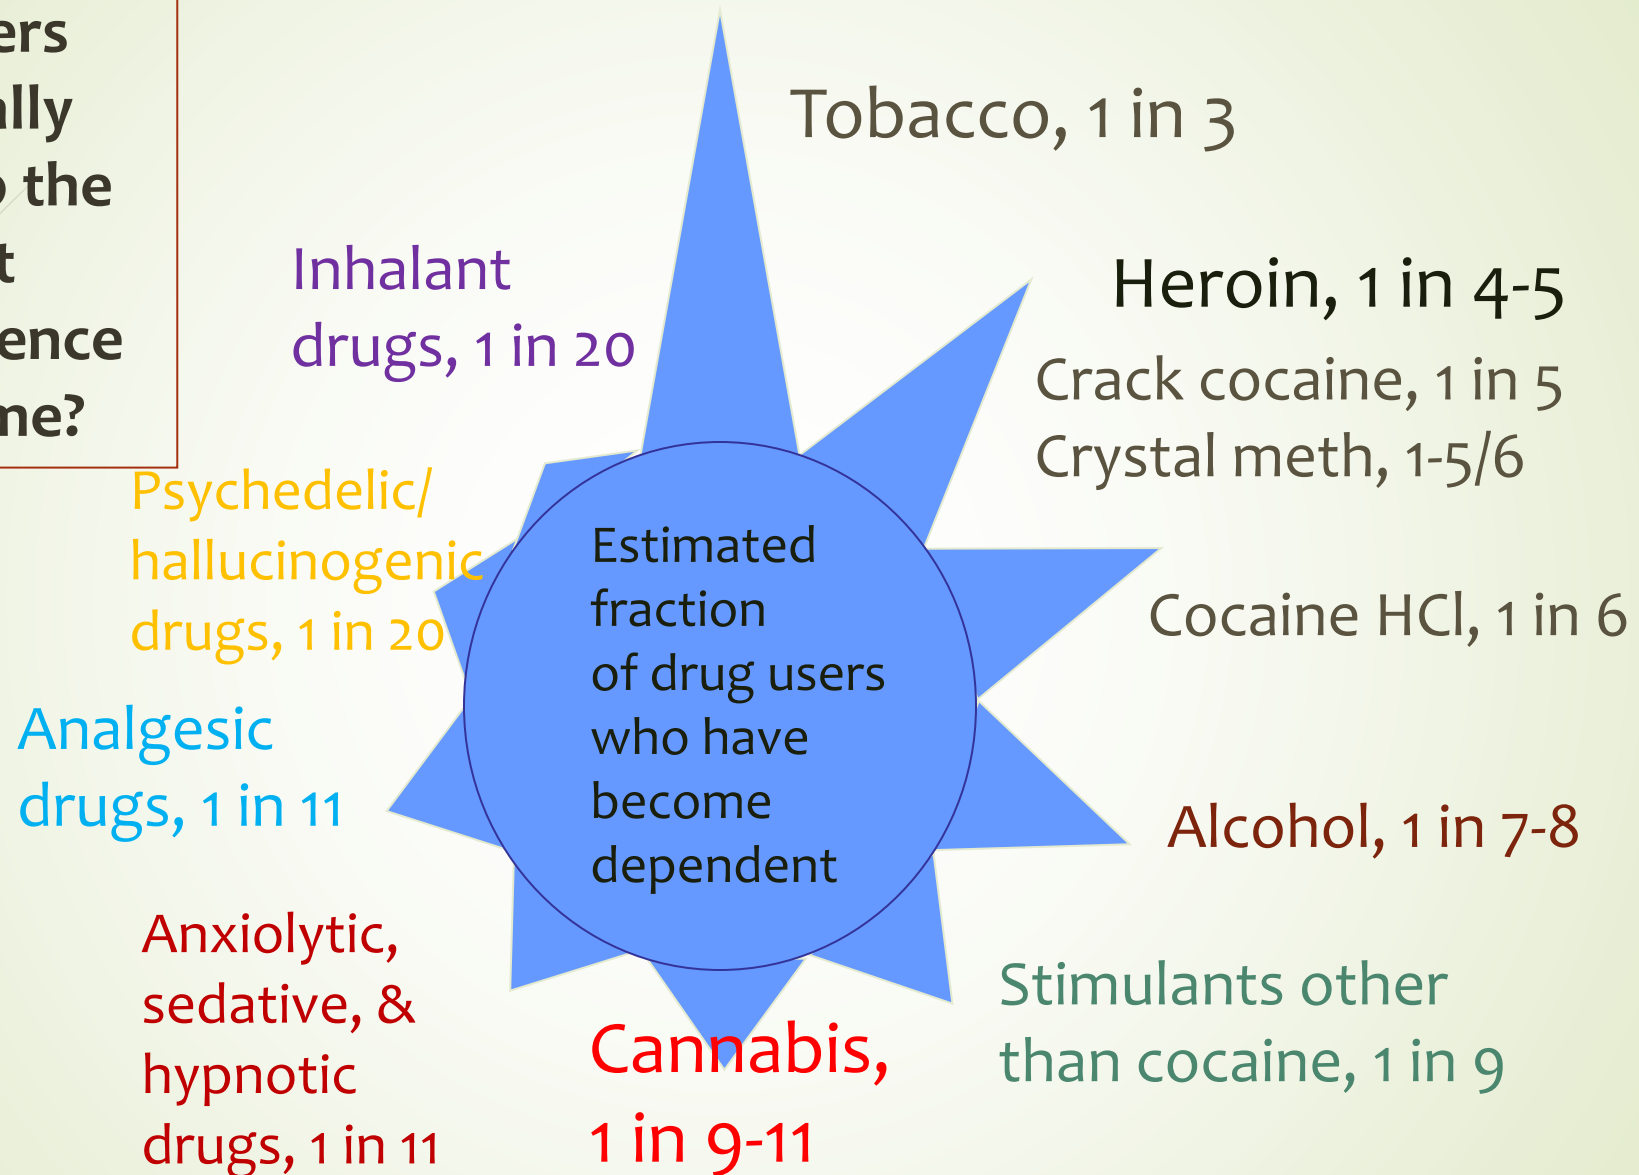 ers
ally
o the
t
ence
me?
Tobacco, 1 in 3
Inhalant
drugs, 1 in 20
Heroin, 1 in 4-5
Crack cocaine, 1 in 5
Crystal meth, 1-5/6
Psychedelic/
hallucinogenic
drugs, 1 in 20
Estimated
fraction
of drug users
who have
become
dependent
Cocaine HCl, 1 in 6
Analgesic
drugs, 1 in 11
Alcohol, 1 in 7-8
Anxiolytic,
sedative, &
hypnotic
drugs, 1 in 11
Cannabis,
1 in 9-11
Stimulants other
than cocaine, 1 in 9